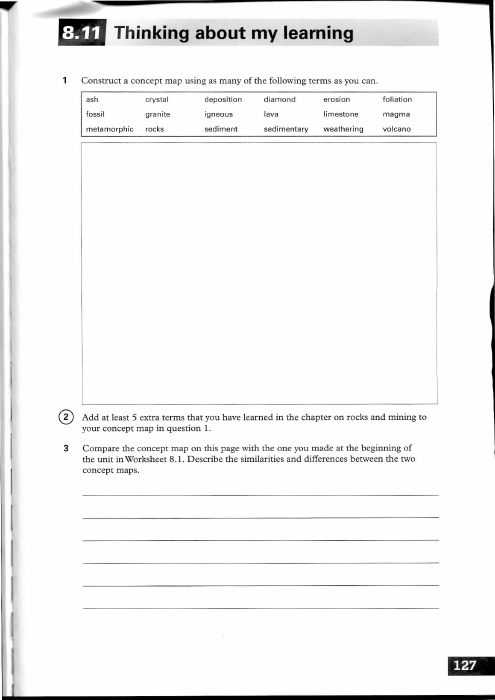 8.11 Thinking about my learning
1 Construct a concept map using as many of the following terms as you can.
ash crystal deposition diamond erosion foliation
fossil granite igneous lava limestone magma
metamorphic rocks sediment sedimentary weathering volcano
2 Add at least 5 extra terms that you have learned in the chapter on rocks and mining to
your concept map in question 1.
3 Compare the concept map on this page with the one you made at the beginning of
the unit in Worksheet 8.1. Describe the similarities and differences between the two
concept maps.
127